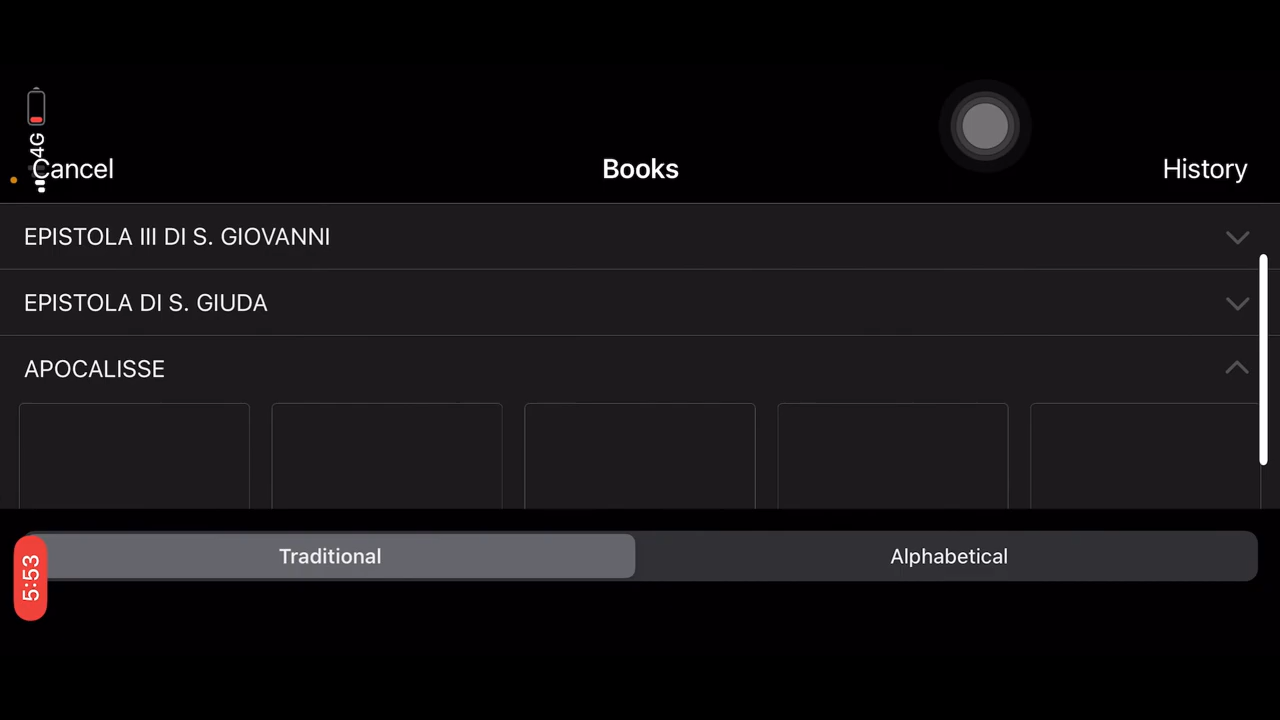 4G
Cancel
Books
History
EPISTOLA III DI S. GIOVANNI
EPISTOLA DI S. GIUDA
APOCALISSE
Traditional
Alphabetical
5:53